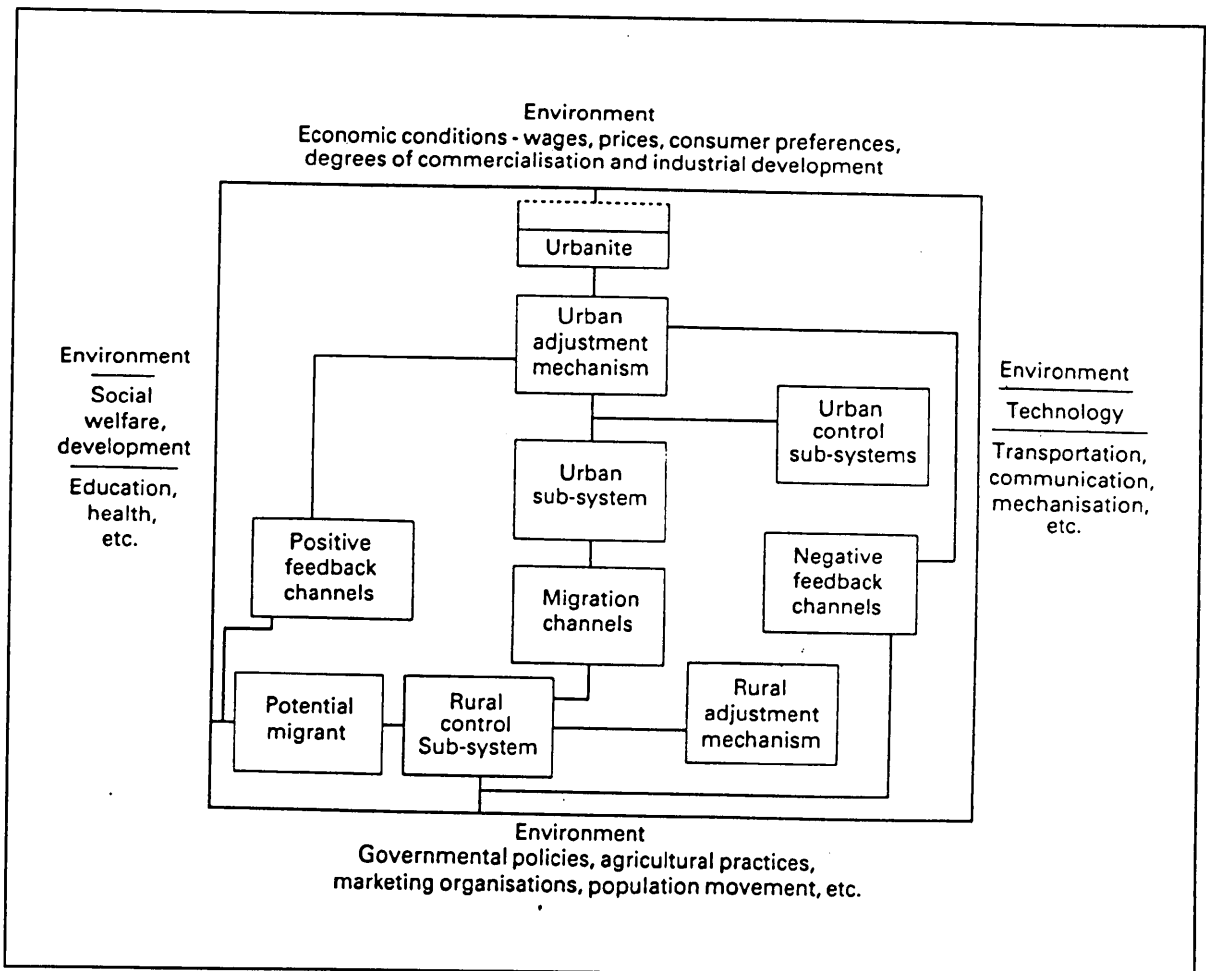 Environment
Economic conditions - wages, prices, consumer preferences,
degrees of commercialisation and industrial development
Urbanite
Urban
adjustment
mechanism
Environment
Social
welfare,
development
Education,
health,
etc.
Environment
Technology
Transportation,
communication,
mechanisation,
etc.
Urban
control
sub-systems
Urban
sub-system
Positive
feedback
channels
Migration
channels
Negative
feedback
channels
Potential
migrant
Rural
control
Sub-system
Rural
adjustment
mechanism
Environment
Governmental policies, agricultural practices,
marketing organisations, population movement, etc.